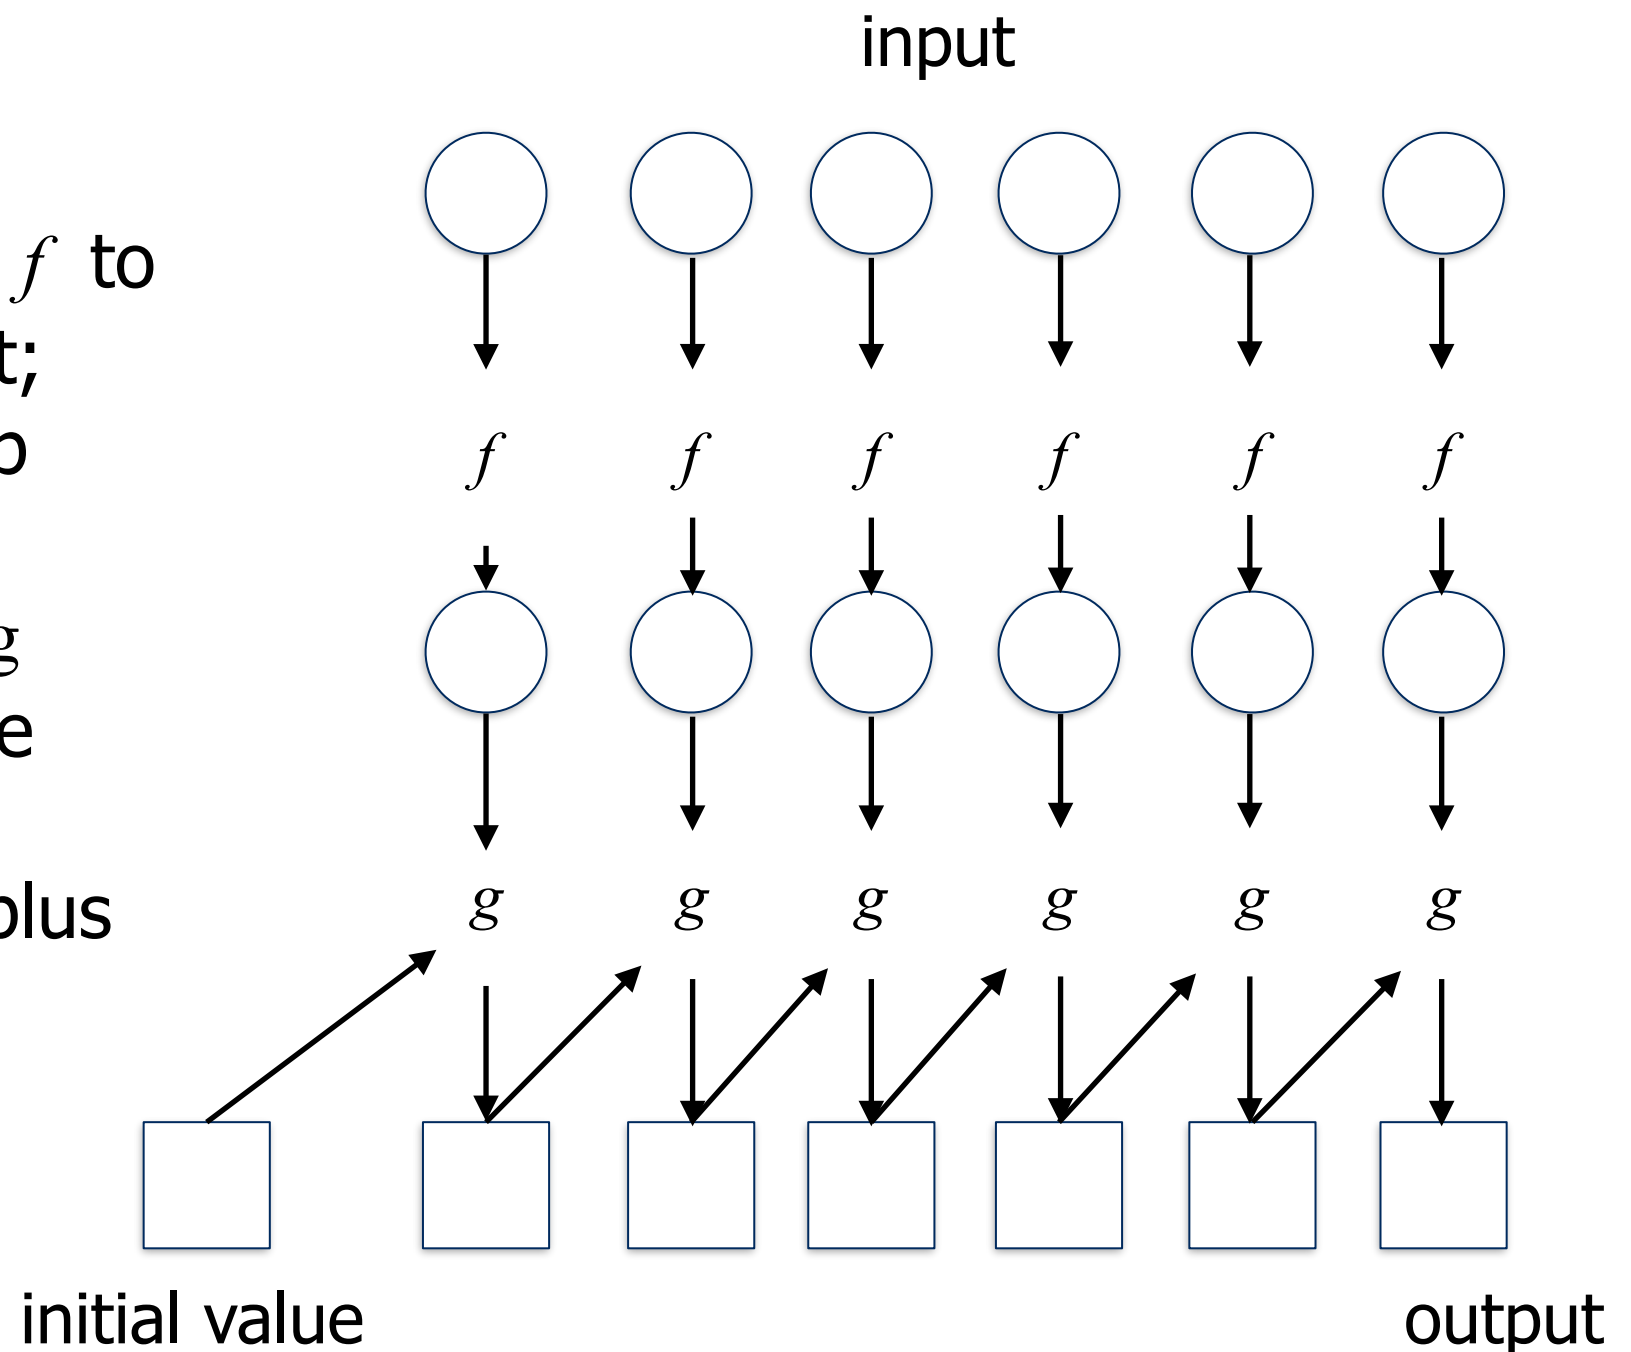 input
f to
t;
p
g
e
plus
f f f f f f
g g g g g g
initial value
output